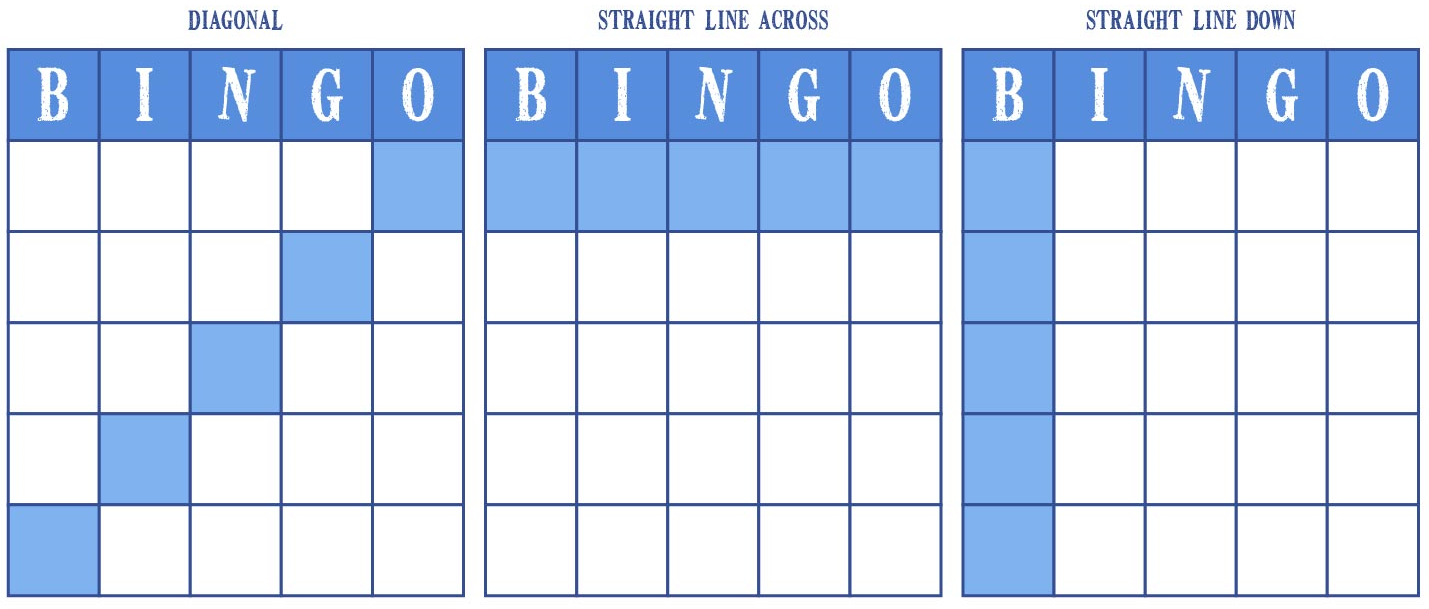 DIAGONAL
STRAIGHT LINE ACROSS
STRAIGHT LINE DOWN
B I N G O
B I N G O
B I N G O